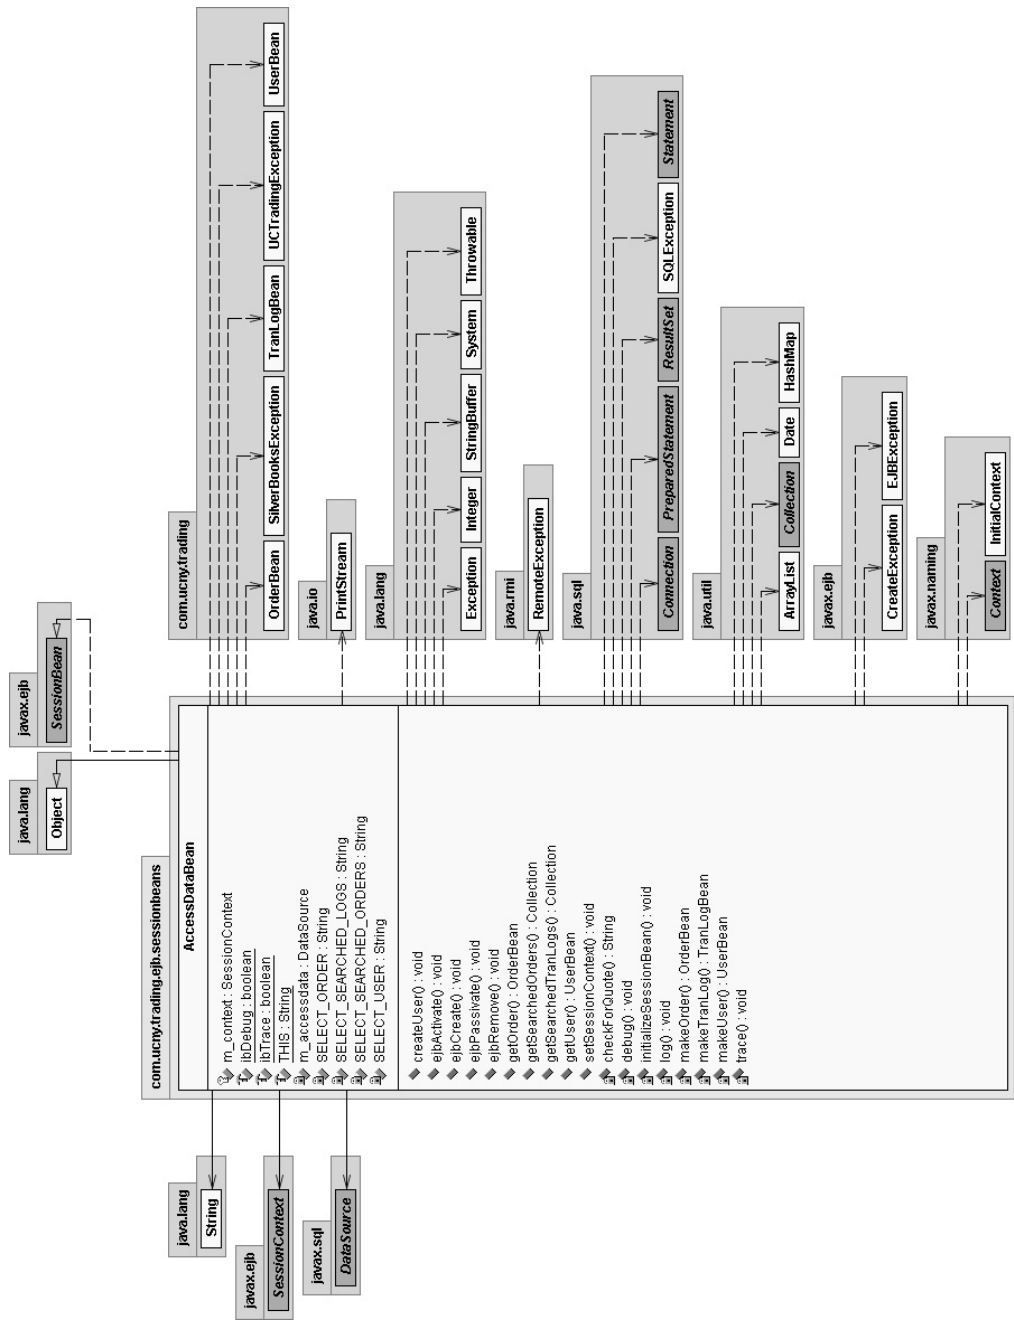 com.ucny.trading
OrderBean
SilverBooksException
TranLogBean
UCTradingException
UserBean
java.io
PrintStream
java.lang
Exception
Integer
StringBuffer
System
Throwable
java.rmi
RemoteException
java.sql
Connection
PreparedStatement
ResultSet
SQLException
Statement
java.util
ArrayList
Collection
Date
HashMap
javax.ejb
CreateException
EJBException
javax.naming
Context
InitialContext
java.lang
Object
javax.ejb
SessionBean
com.ucny.trading.ejb.sessionbeans
AccessDataBean
m_context : SessionContext
ibDebug : boolean
ibTrace : boolean
THIS : String
m_accessdata : DataSource
SELECT_ORDER : String
SELECT_SEARCHED_LOGS : String
SELECT_SEARCHED_ORDERS : String
SELECT_USER : String
createUser() : void
ejbActivate() : void
ejbCreate() : void
ejbPassivate() : void
ejbRemove() : void
getOrder() : OrderBean
getSearchedOrders() : Collection
getSearchedTranLogs() : Collection
getUser() : UserBean
setSessionContext() : void
checkForQuote() : String
debug() : void
initializeSessionBean() : void
log() : void
makeOrder() : OrderBean
makeTranLog() : TranLogBean
makeUser() : UserBean
trace() : void
java.lang
String
javax.ejb
SessionContext
javax.sql
DataSource